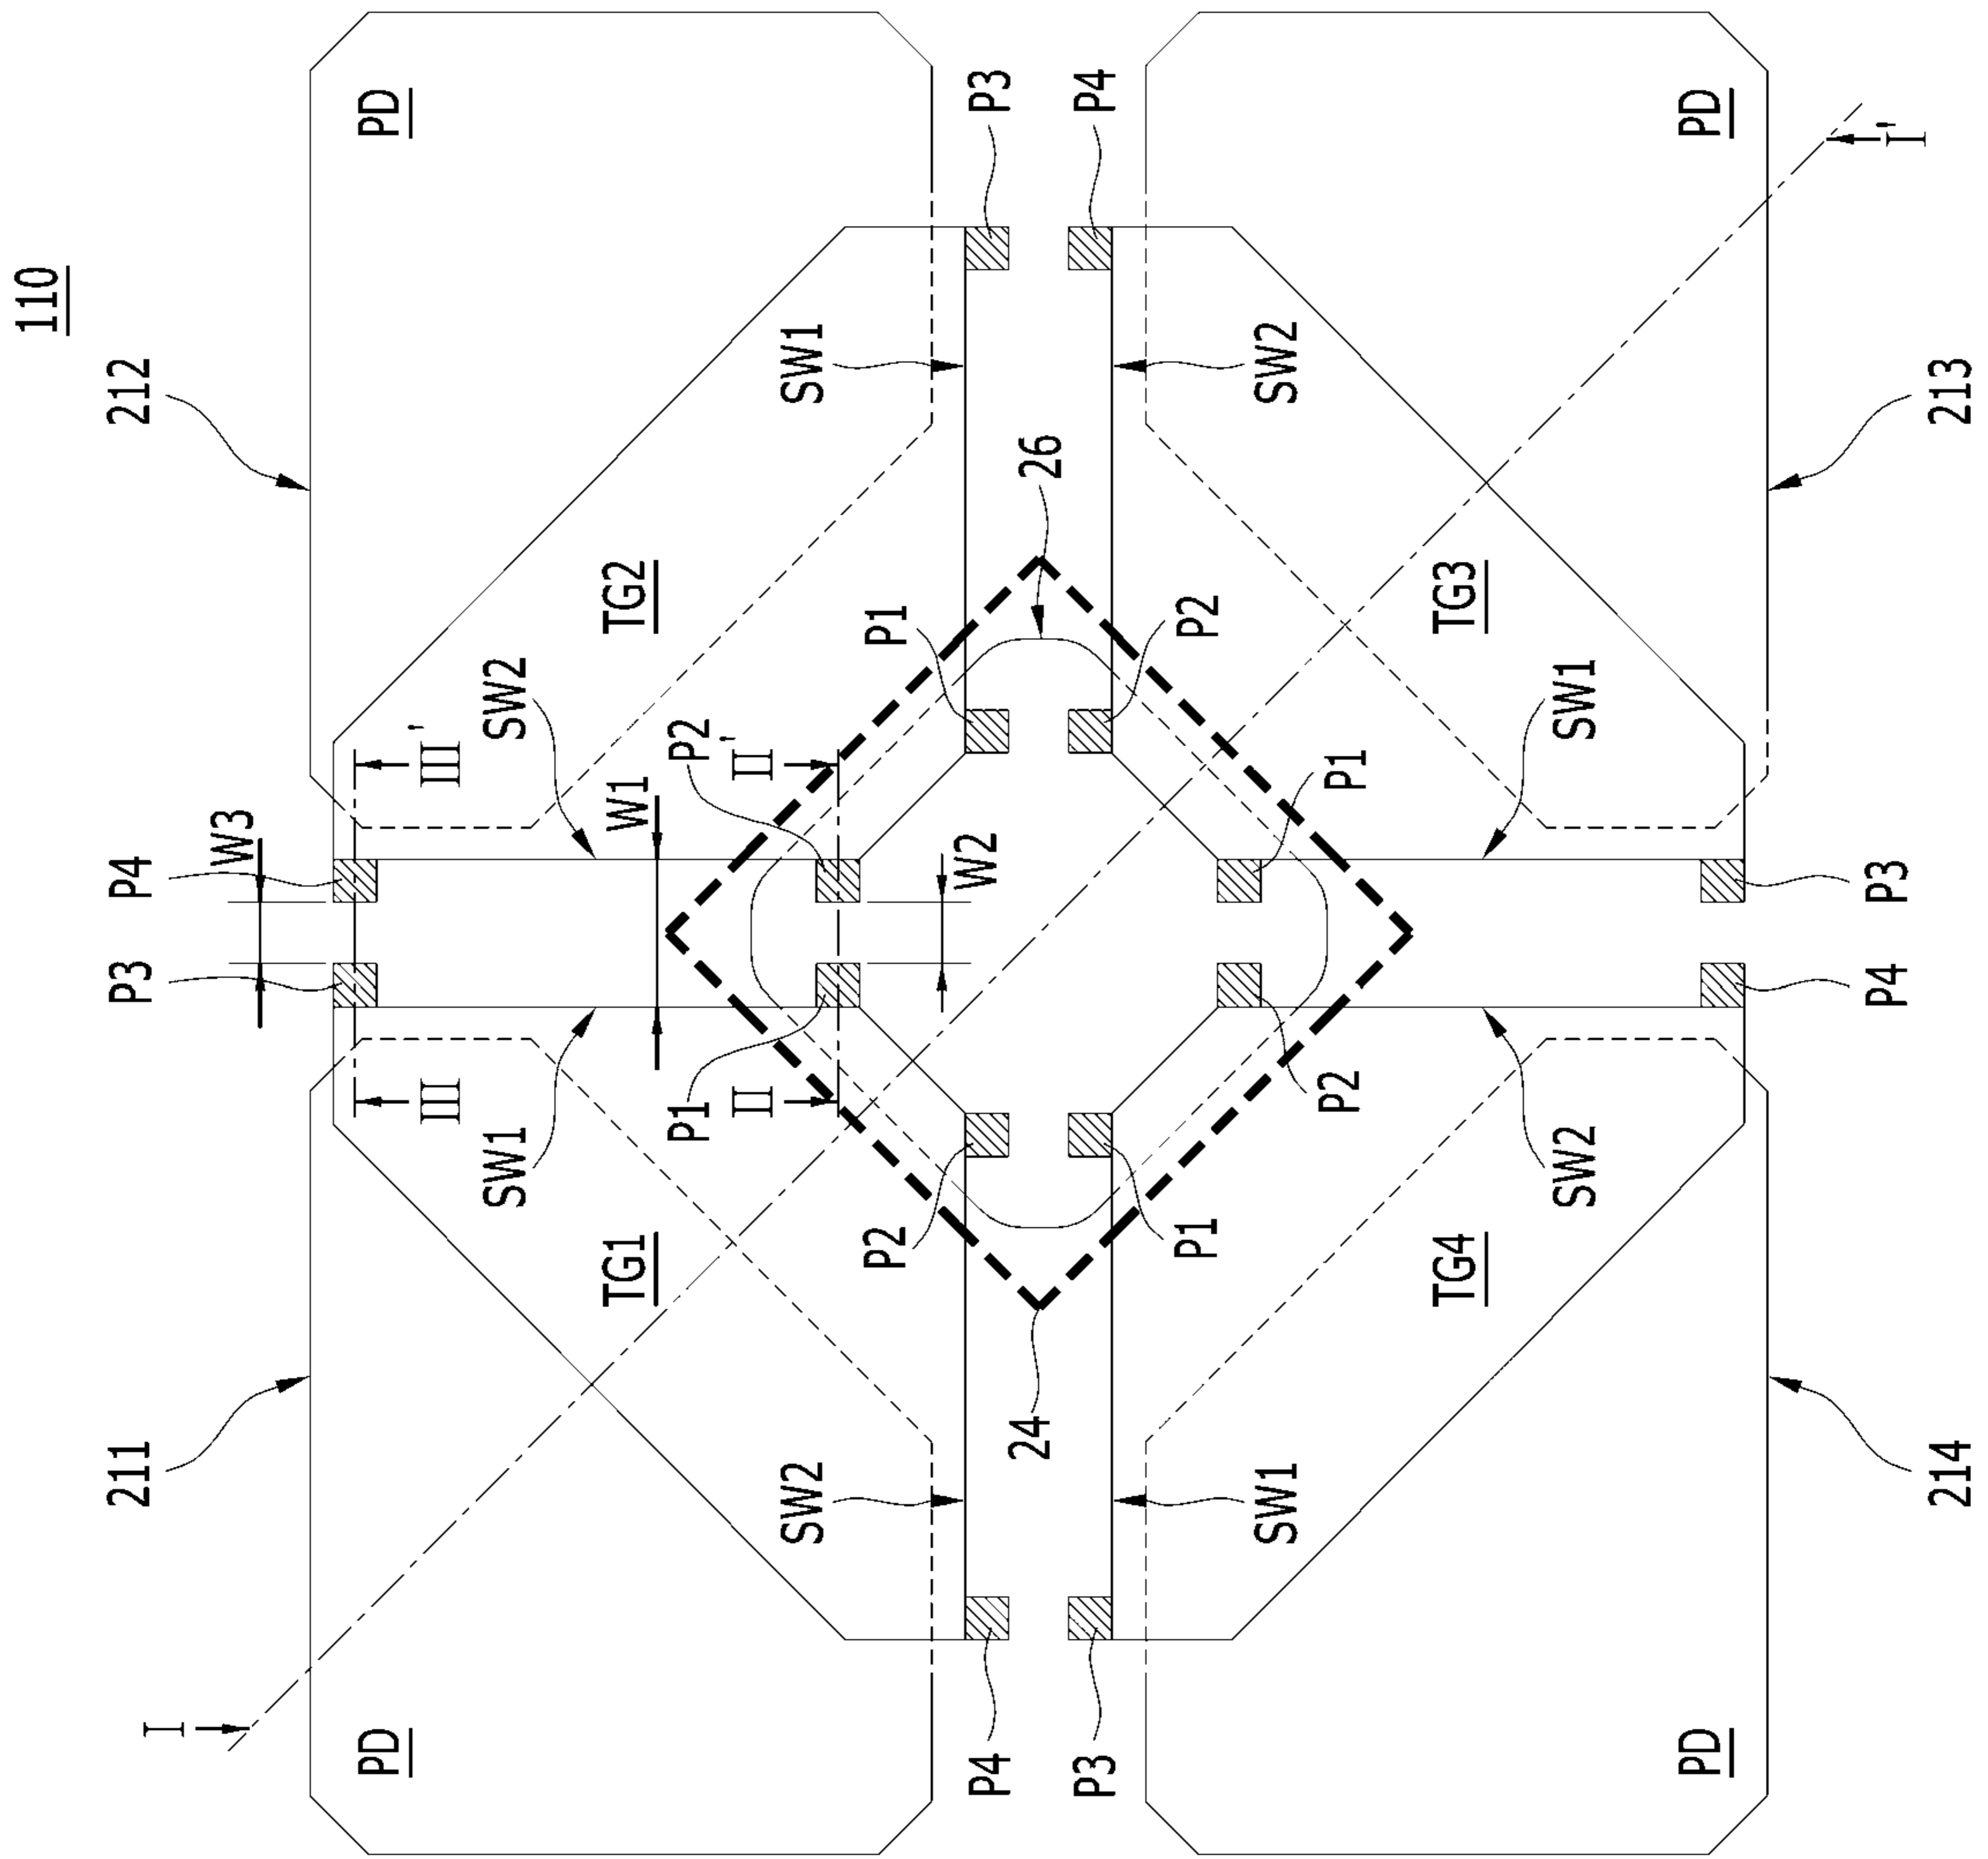 110
211
P3
P4
212
I
W3
PD
PD
III
III'
SW1
SW2
TG1
W1
TG2
P1
P2
II
II'
SW2
SW1
P2
P1
W2
P4
P3
24
26
P3
P4
P1
P2
SW1
SW2
P2
P1
TG4
TG3
SW2
SW1
PD
PD
P4
P3
I'
214
213